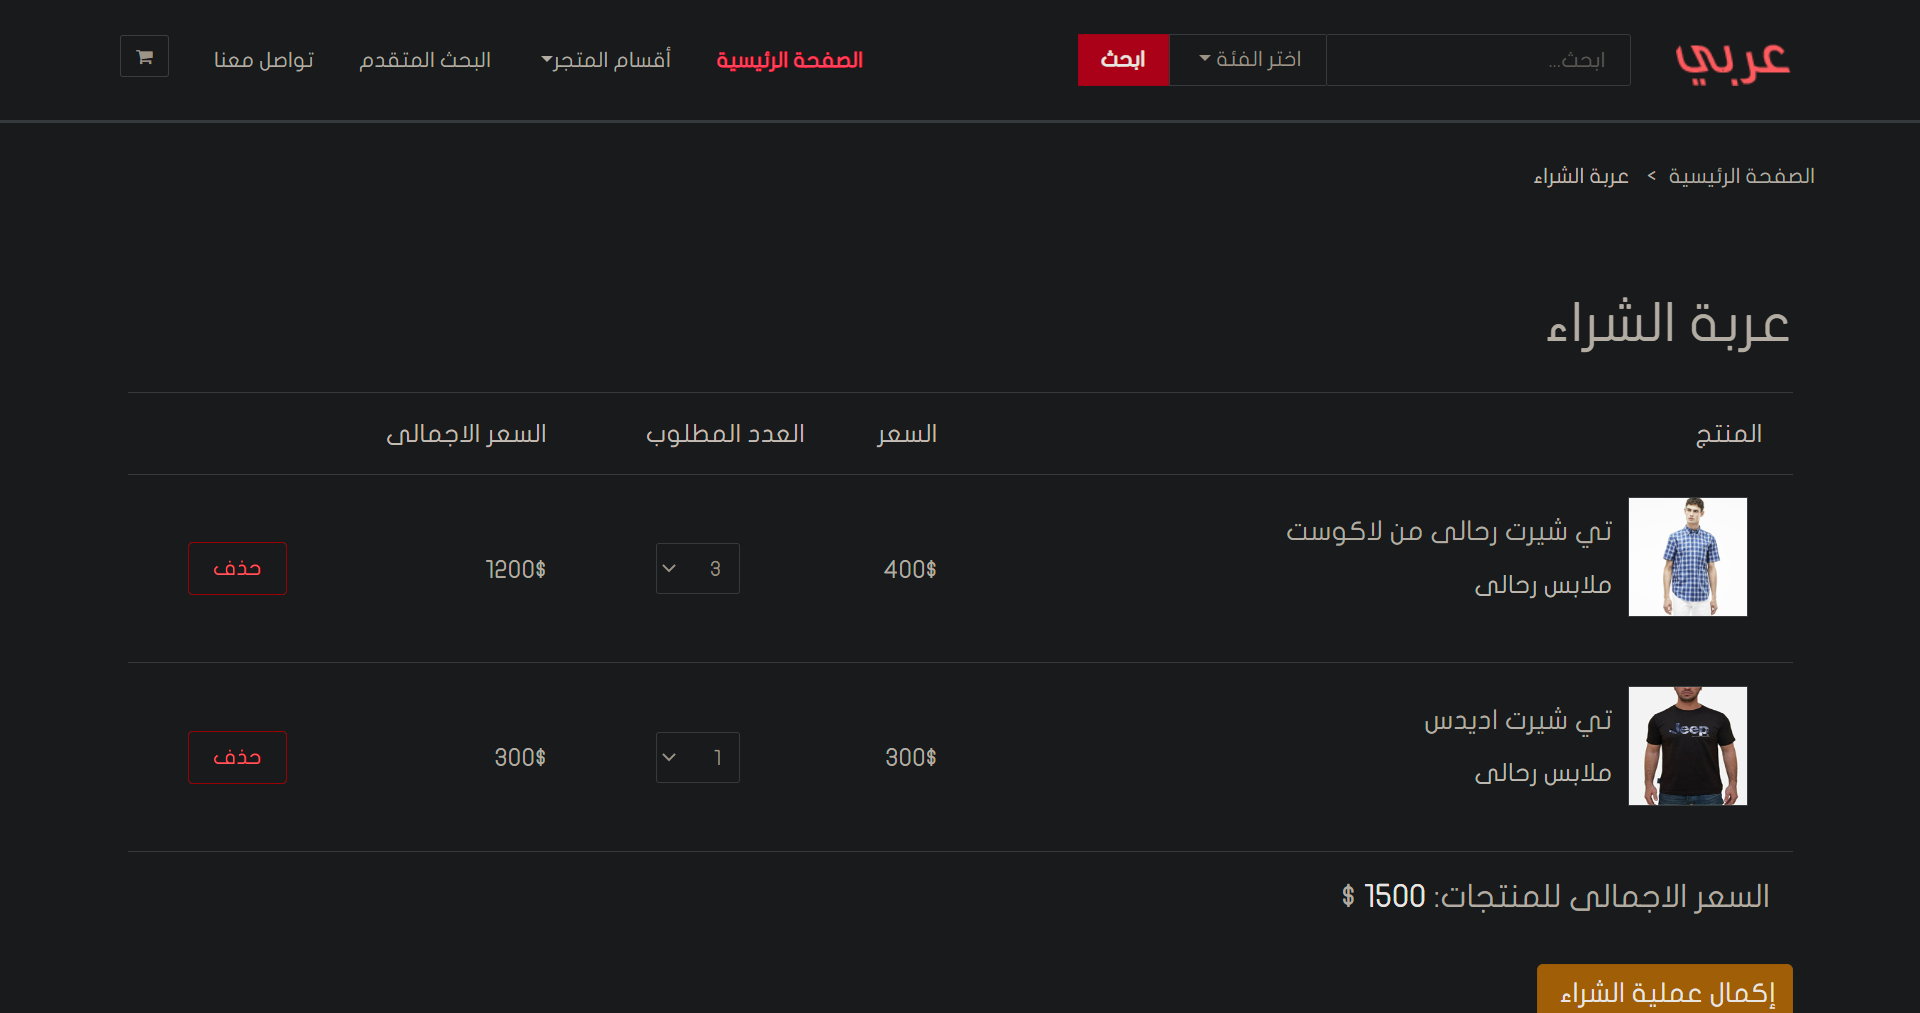 عربي
ابحث...
اختر الفئة
ابحث
الصفحة الرئيسية
أقسام المتجر
البحث المتقدم
تواصل معنا
الصفحة الرئيسية > عربة الشراء
عربة الشراء
المنتج
السعر
العدد المطلوب
السعر الاجمالى
تي شيرت رجالى من لاكوست
ملابس رجالى
400$
3
1200$
حذف
Jeep
تي شيرت اديدس
ملابس رجالى
300$
1
300$
حذف
السعر الاجمالى للمنتجات: 1500 $
إكمال عملية الشراء